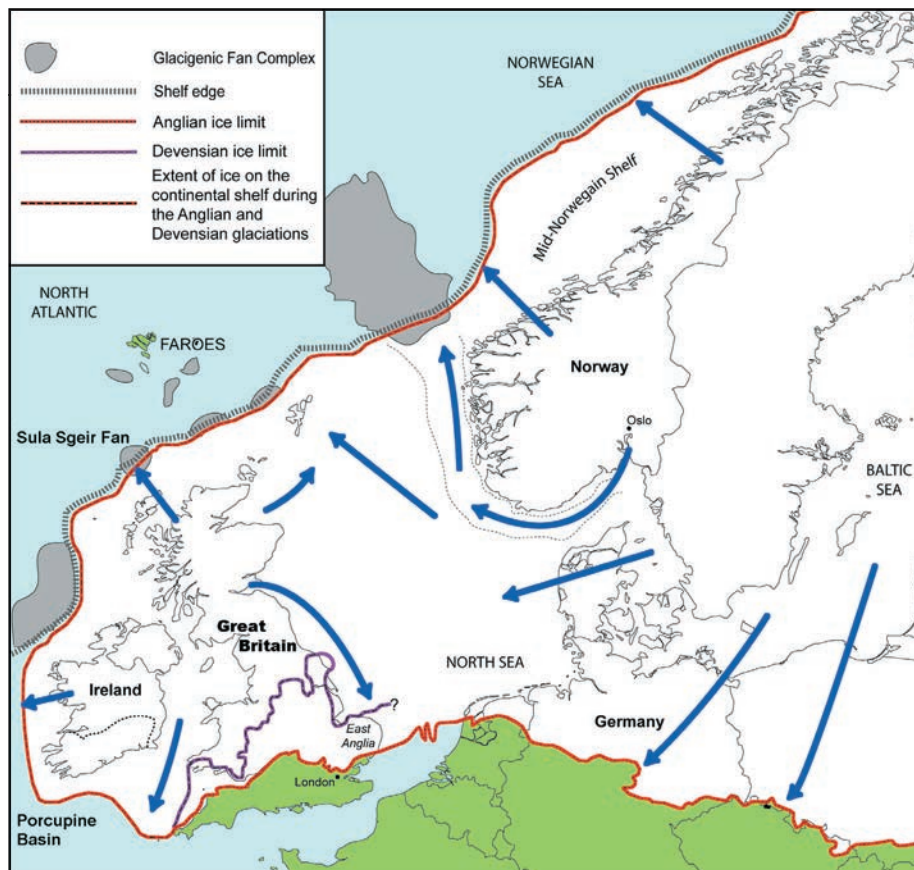 Glacigenic Fan Complex
Shelf edge
Anglian ice limit
Devensian ice limit
Extent of ice on the
continental shelf during
the Anglian and
Devensian glaciations
NORWEGIAN
SEA
Mid-Norwegain Shelf
NORTH
ATLANTIC
FAROES
Norway
Sula Sgeir Fan
Oslo
BALTIC
SEA
Great
Britain
NORTH SEA
Ireland
?
East
Anglia
Germany
London
Porcupine
Basin